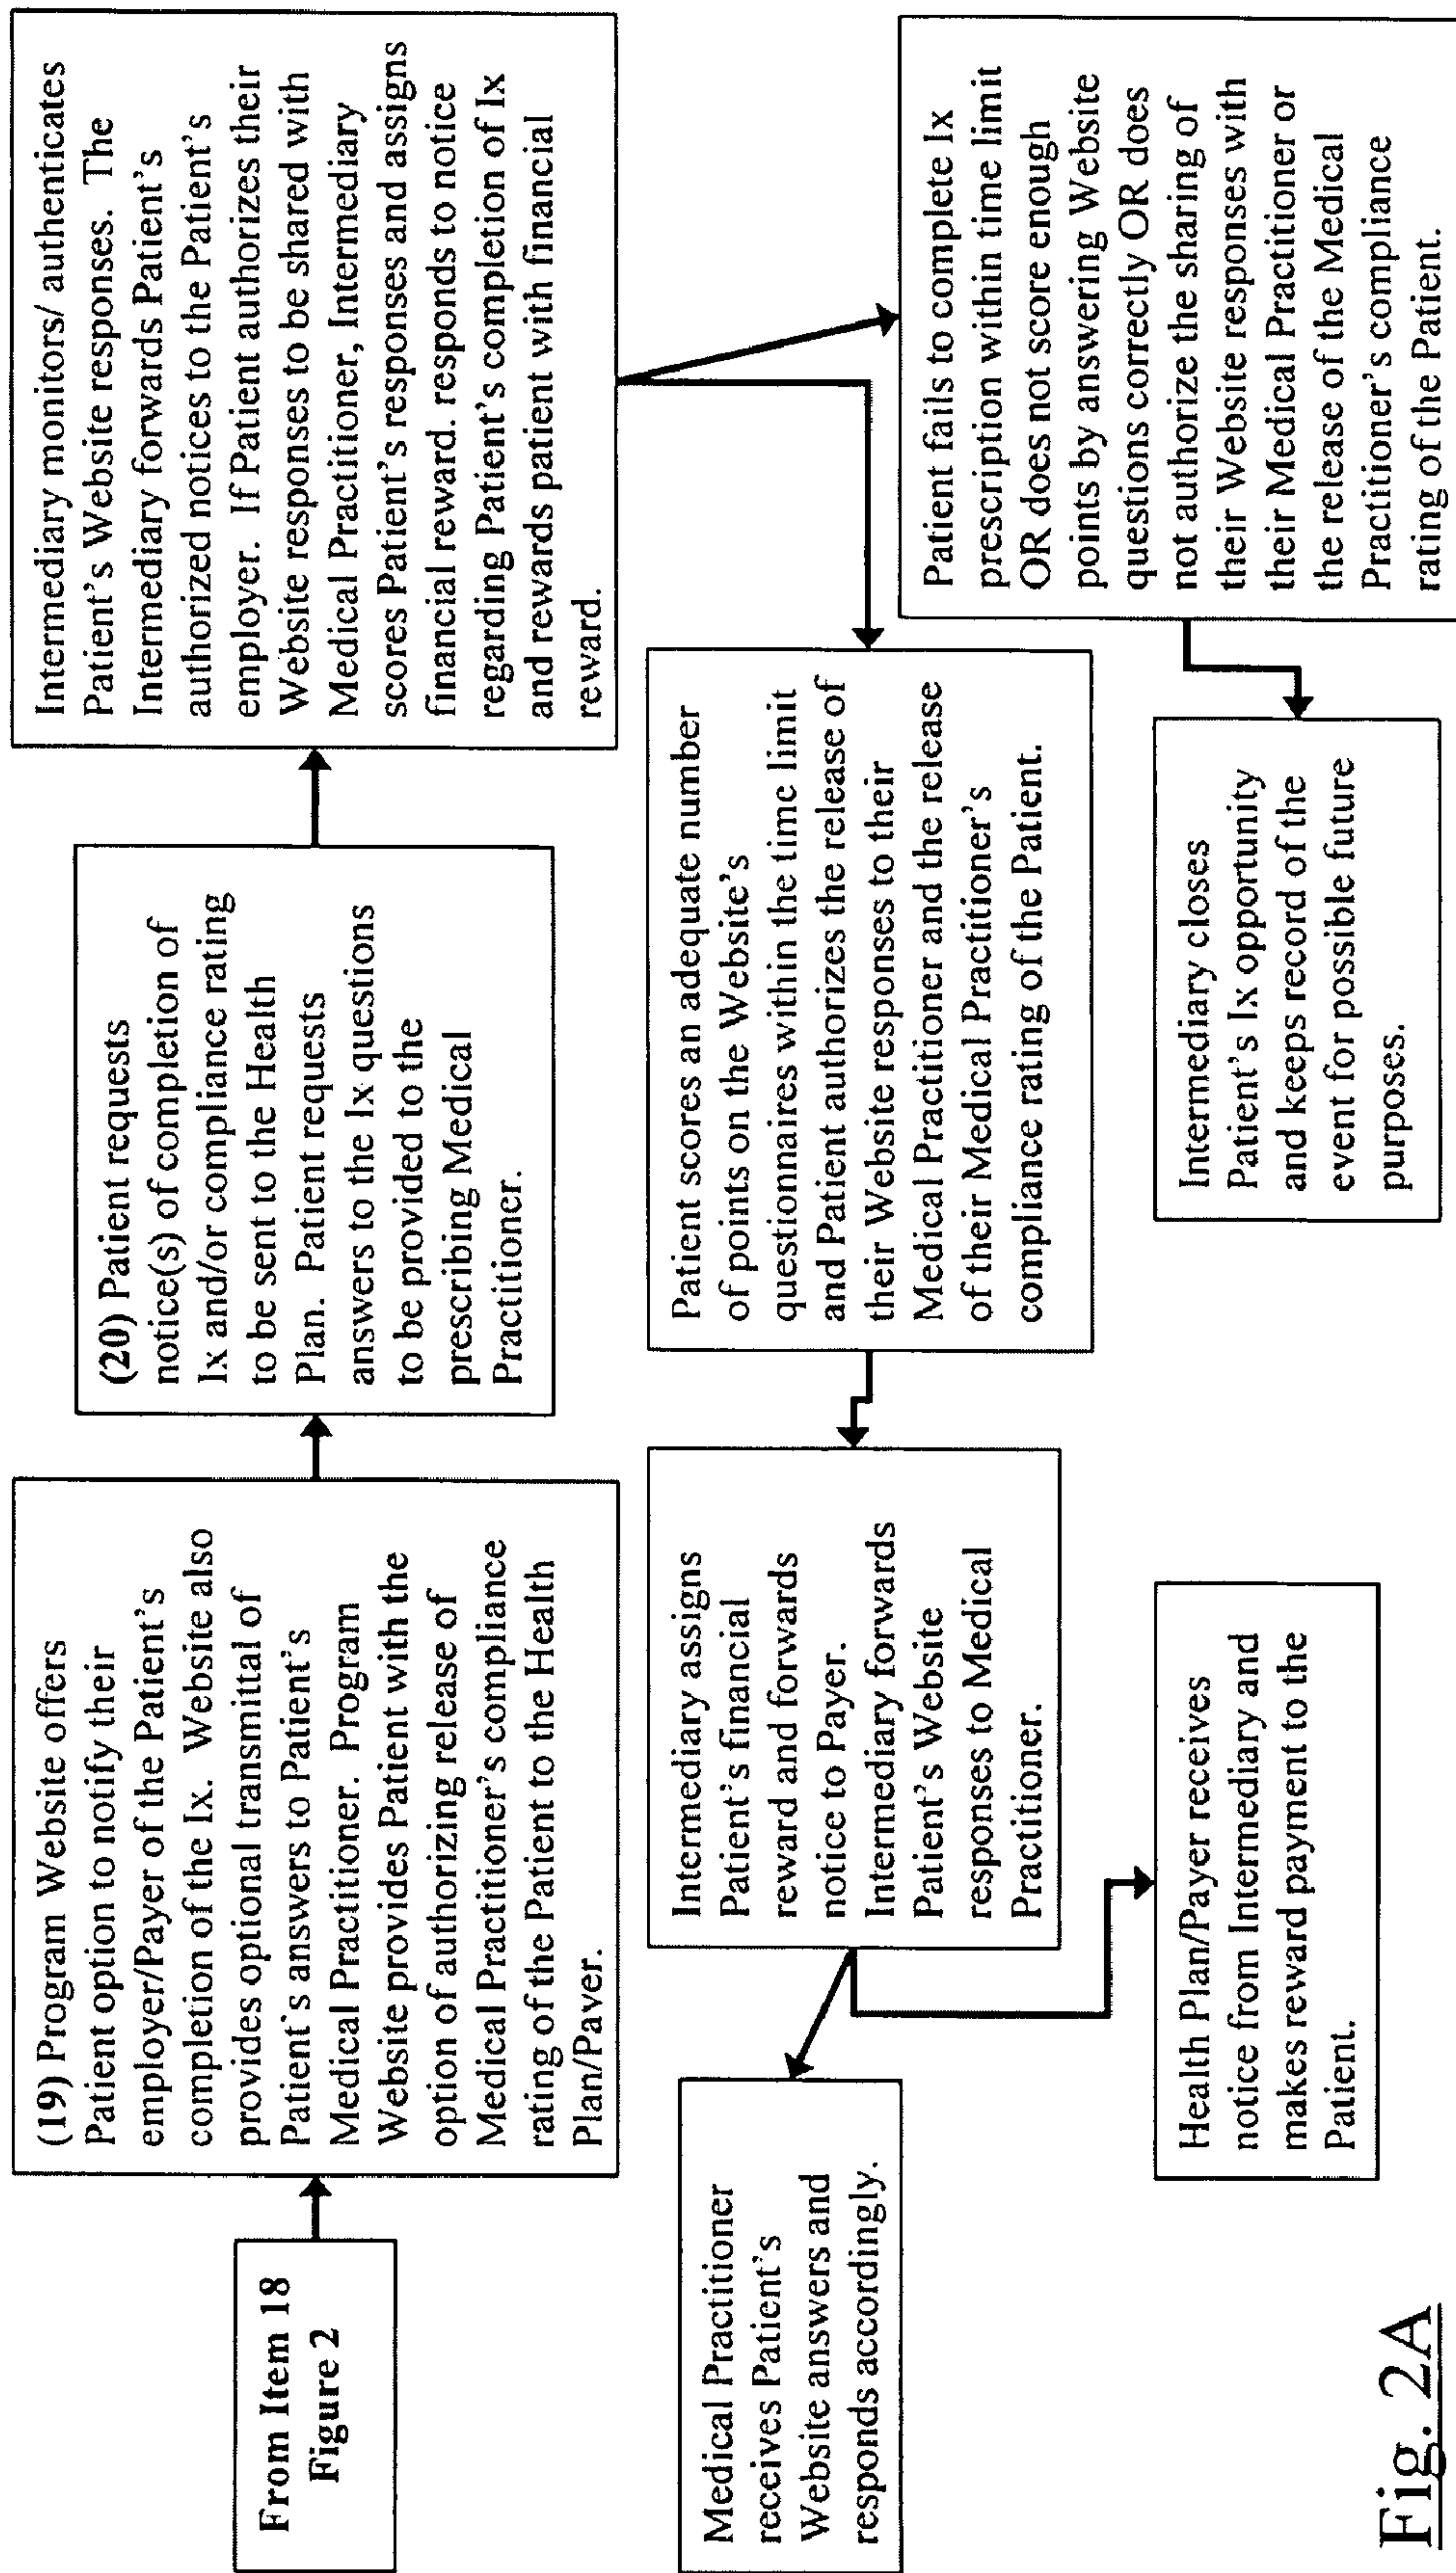 From Item 18
Figure 2
(19) Program Website offers
Patient option to notify their
employer/Payer of the Patient's
completion of the Ix. Website also
provides optional transmittal of
Patient's answers to Patient's
Medical Practitioner. Program
Website provides Patient with the
option of authorizing release of
Medical Practitioner's compliance
rating of the Patient to the Health
Plan/Paver.
(20) Patient requests
notice(s) of completion of
Ix and/or compliance rating
to be sent to the Health
Plan. Patient requests
answers to the Ix questions
to be provided to the
prescribing Medical
Practitioner.
Intermediary monitors/ authenticates
Patient's Website responses. The
Intermediary forwards Patient's
authorized notices to the Patient's
employer. If Patient authorizes their
Website responses to be shared with
Medical Practitioner, Intermediary
scores Patient's responses and assigns
financial reward. responds to notice
regarding Patient's completion of Ix
and rewards patient with financial
reward.
Medical Practitioner
receives Patient's
Website answers and
responds accordingly.
Intermediary assigns
Patient's financial
reward and forwards
notice to Payer.
Intermediary forwards
Patient's Website
responses to Medical
Practitioner.
Patient scores an adequate number
of points on the Website's
questionnaires within the time limit
and Patient authorizes the release of
their Website responses to their
Medical Practitioner and the release
of their Medical Practitioner's
compliance rating of the Patient.
Patient fails to complete Ix
prescription within time limit
OR does not score enough
points by answering Website
questions correctly OR does
not authorize the sharing of
their Website responses with
their Medical Practitioner or
the release of the Medical
Practitioner's compliance
rating of the Patient.
Health Plan/Payer receives
notice from Intermediary and
makes reward payment to the
Patient.
Intermediary closes
Patient's Ix opportunity
and keeps record of the
event for possible future
purposes.
Fig. 2A